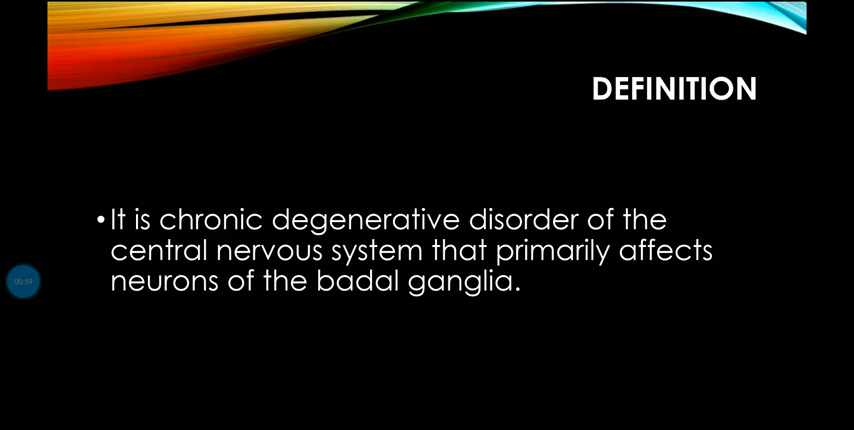 DEFINITION
• It is chronic degenerative disorder of the
central nervous system that primarily affects
neurons of the badal ganglia.
00:59